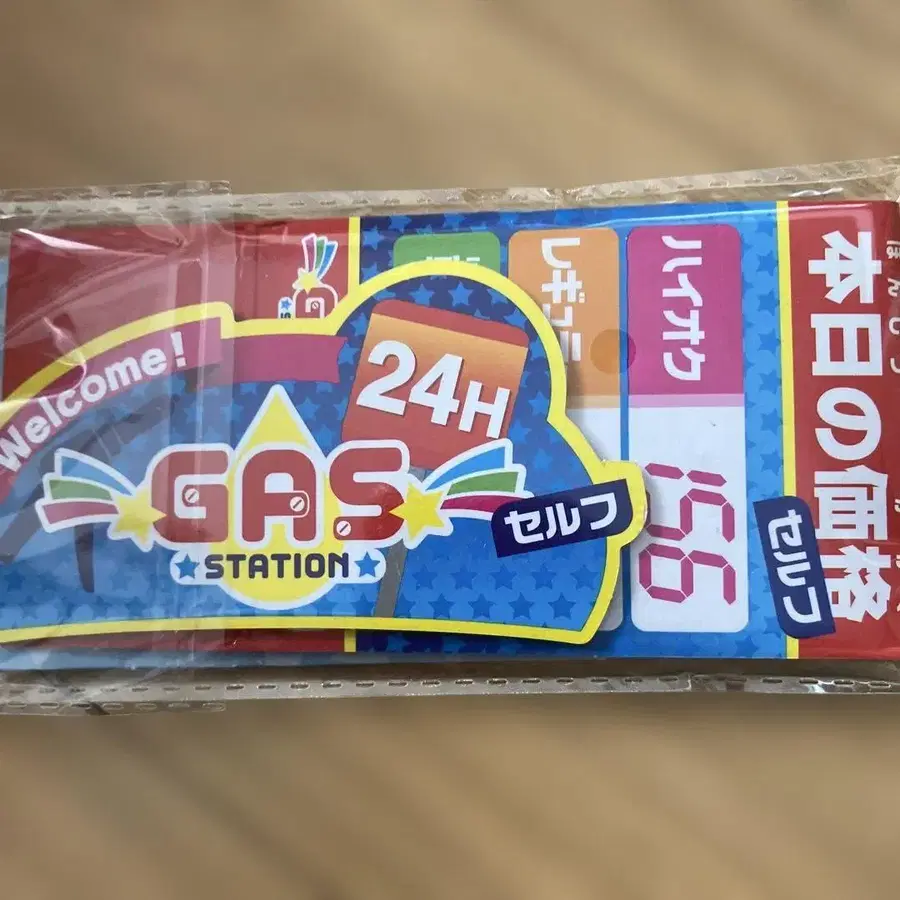 Welcome!
24H
GAS
STATION
セルフ
本日の価格
セルフ
ハイオク
156
レギュラ